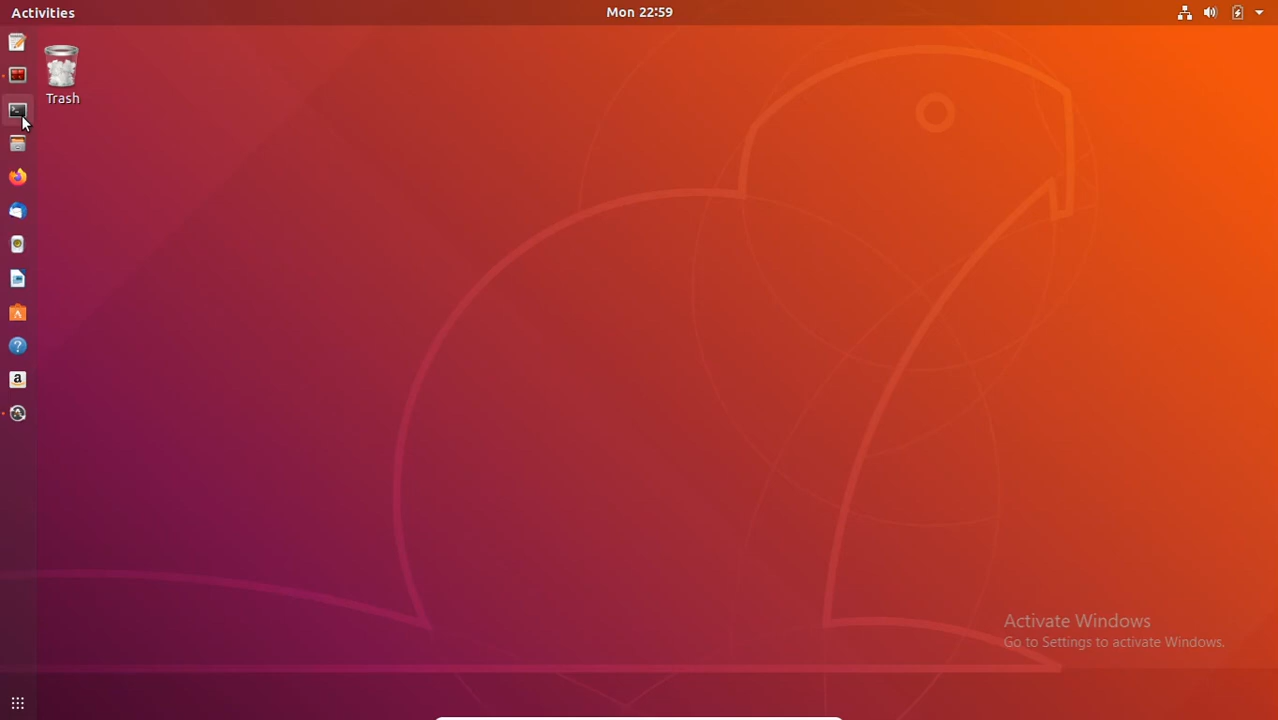 Activities
Mon 22:59
Trash
Activate Windows
Go to Settings to activate Windows.